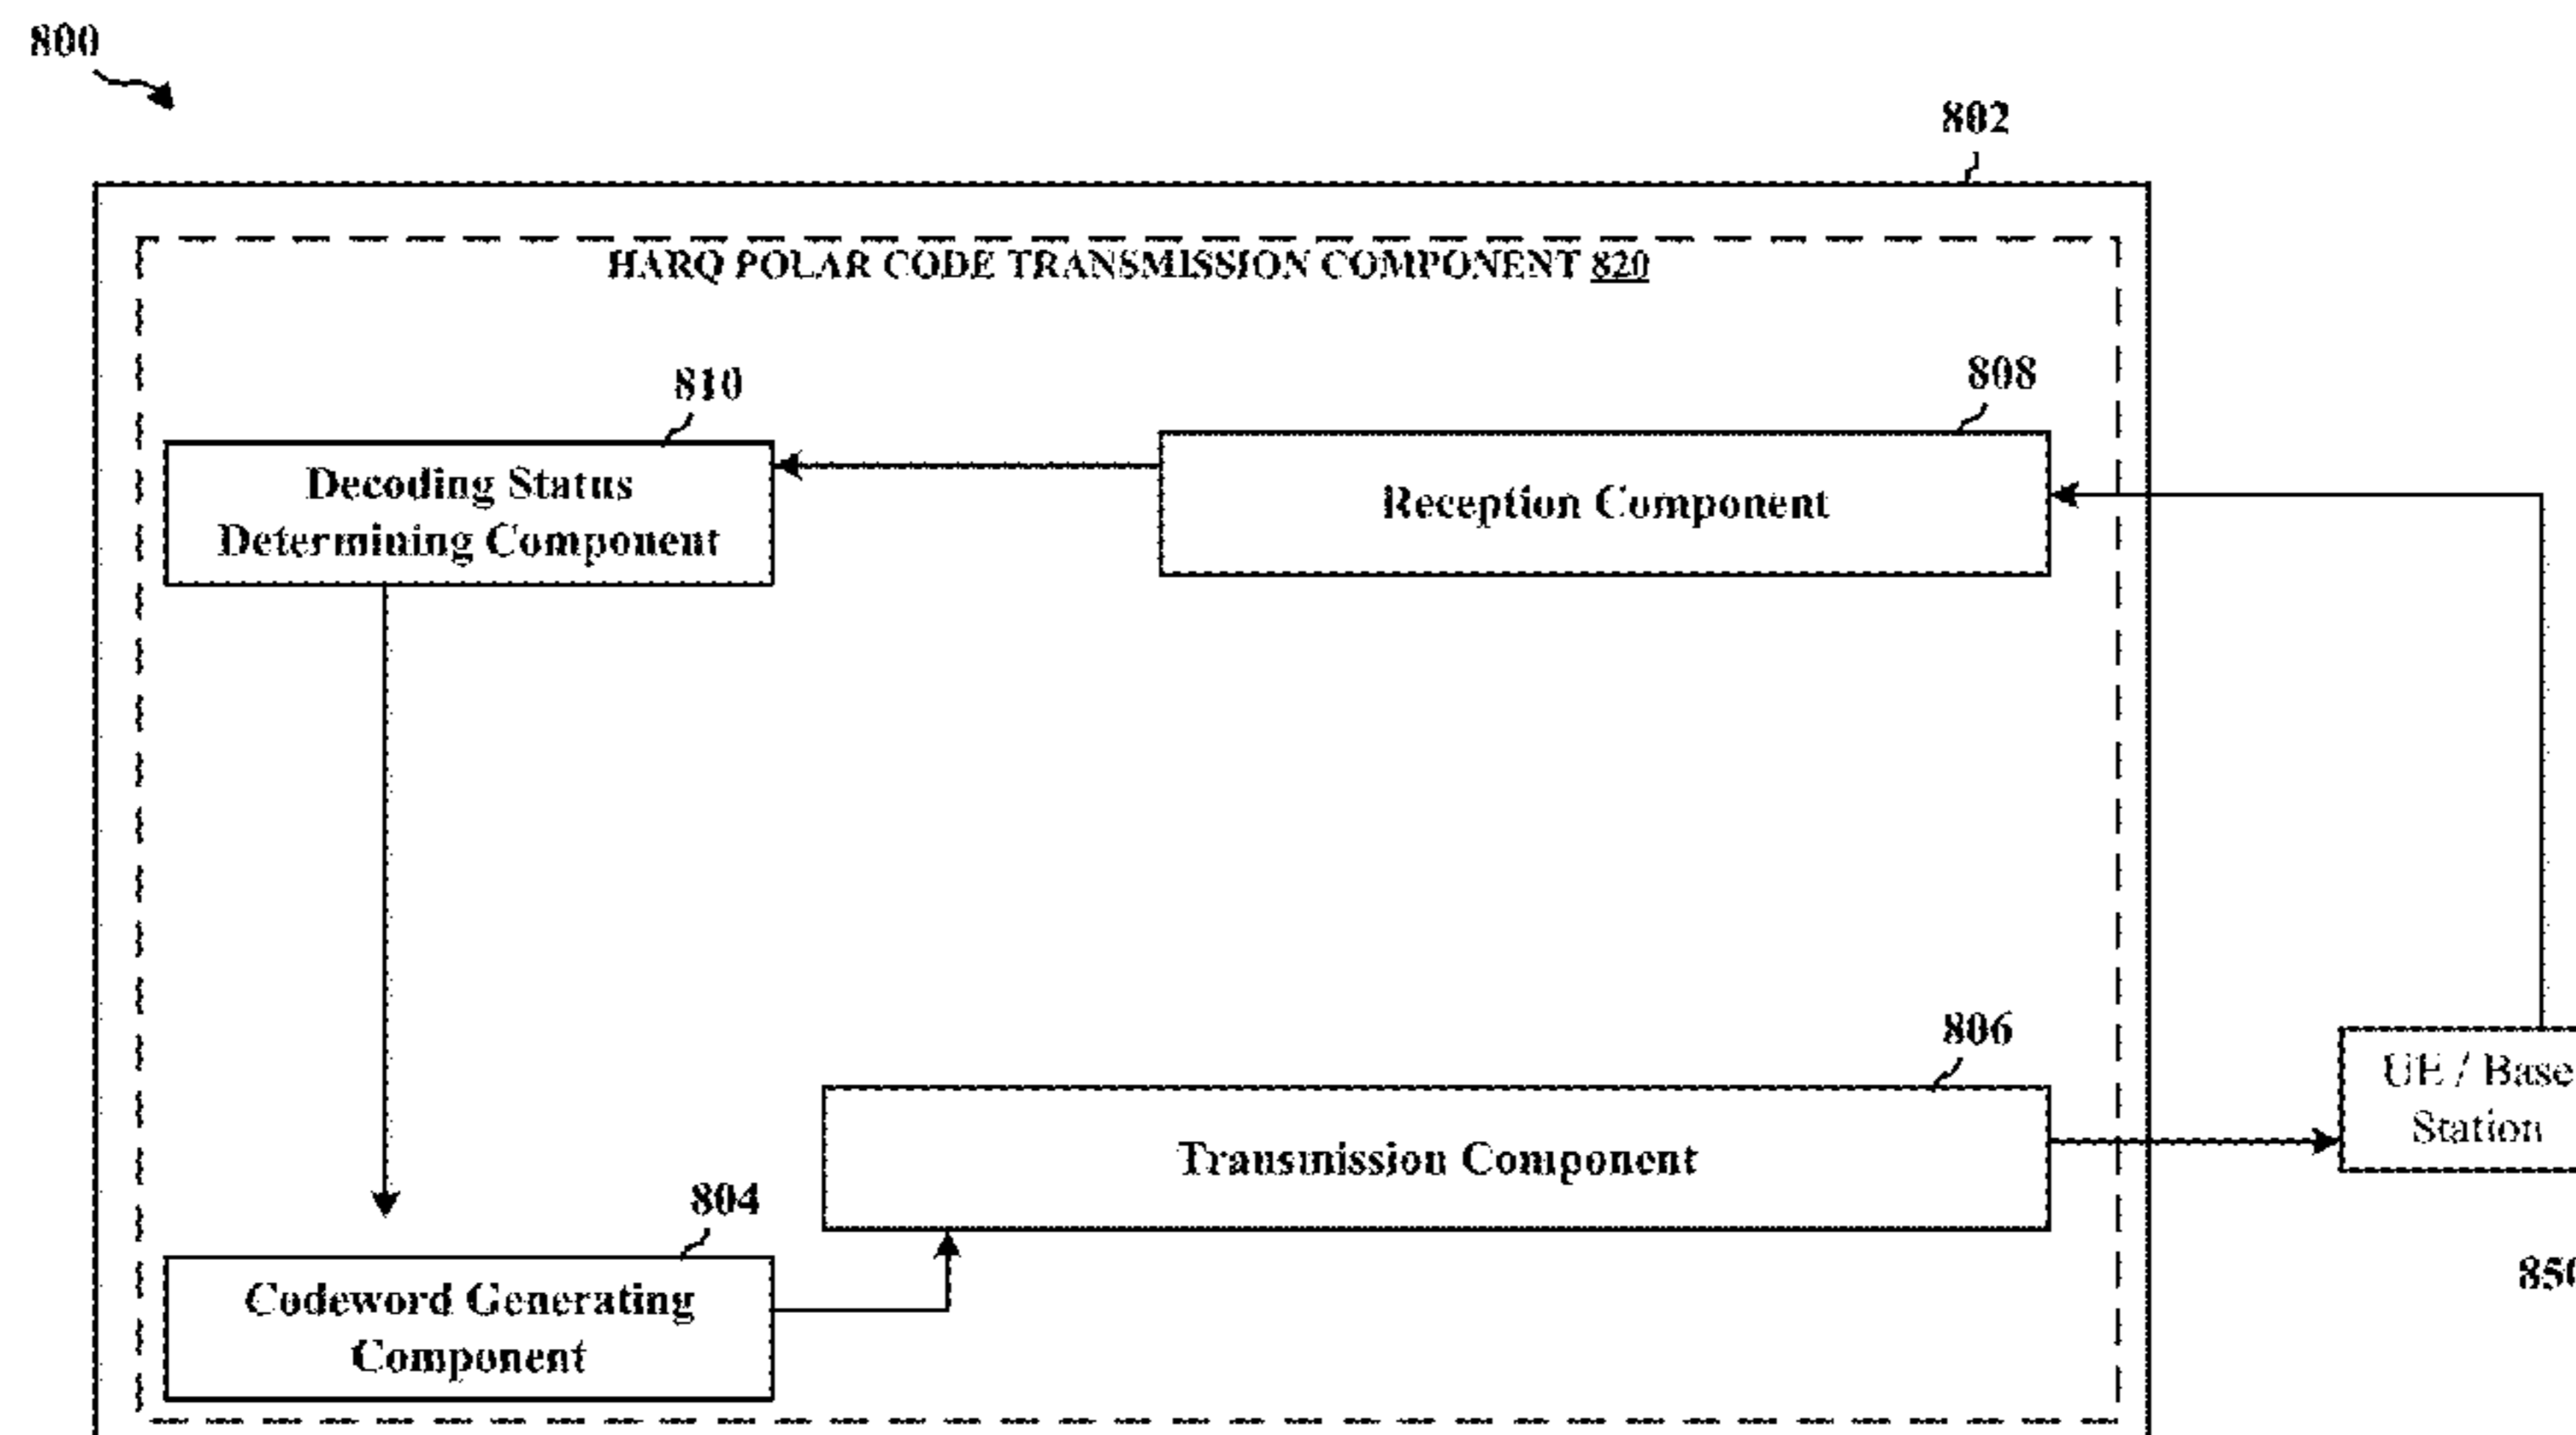 800
802
HARQ POLAR CODE TRANSMISSION COMPONENT 820
810
808
Decoding Status
Determining Component
Reception Component
806
UE / Base
Station
Transmission Component
804
850
Codeword Generating
Component